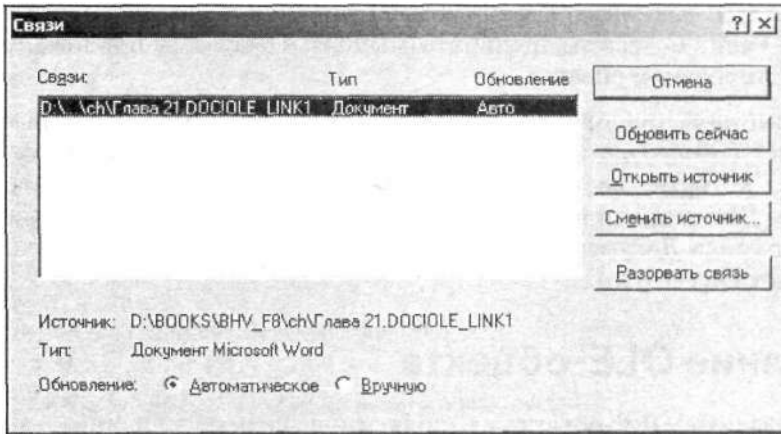 Связи
Связи: Тип Обновление
D:\...\ch\Глава 21.DOC!OLE_LINK1 Документ Авто
Отмена
Обновить сейчас
Открыть источник
Сменить источник...
Разорвать связь
Источник: D:\BOOKS\BHV_F8\ch\Глава 21.DOC!OLE_LINK1
Тип: Документ Microsoft Word
Обновление: Автоматическое Вручную